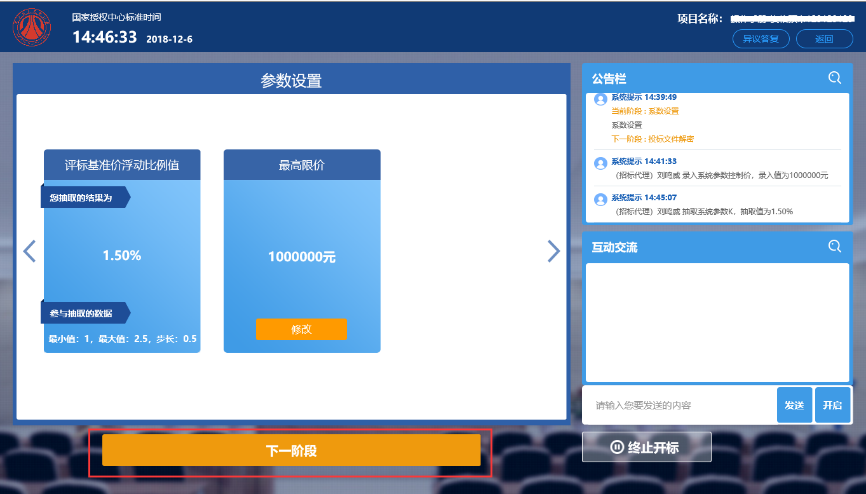 国家授权中心标准时间
14:46:33 2018-12-6
项目名称:
异议答复 返回
参数设置
评标基准价浮动比例值
您抽取的结果为
1.50%
参与抽取的数据
最小值：1，最大值：2.5，步长：0.5
最高限价
1000000元
修改
下一阶段
公告栏
系统提示 14:39:49
当前阶段：系数设置
系数设置
下一阶段：投标文件解密
系统提示 14:41:33
（招标代理）刘鸣威 录入系统参数控制价，录入值为1000000元
系统提示 14:45:07
（招标代理）刘鸣威 抽取系统参数K，抽取值为1.50%
互动交流
请输入您要发送的内容
发送 开启
终止开标